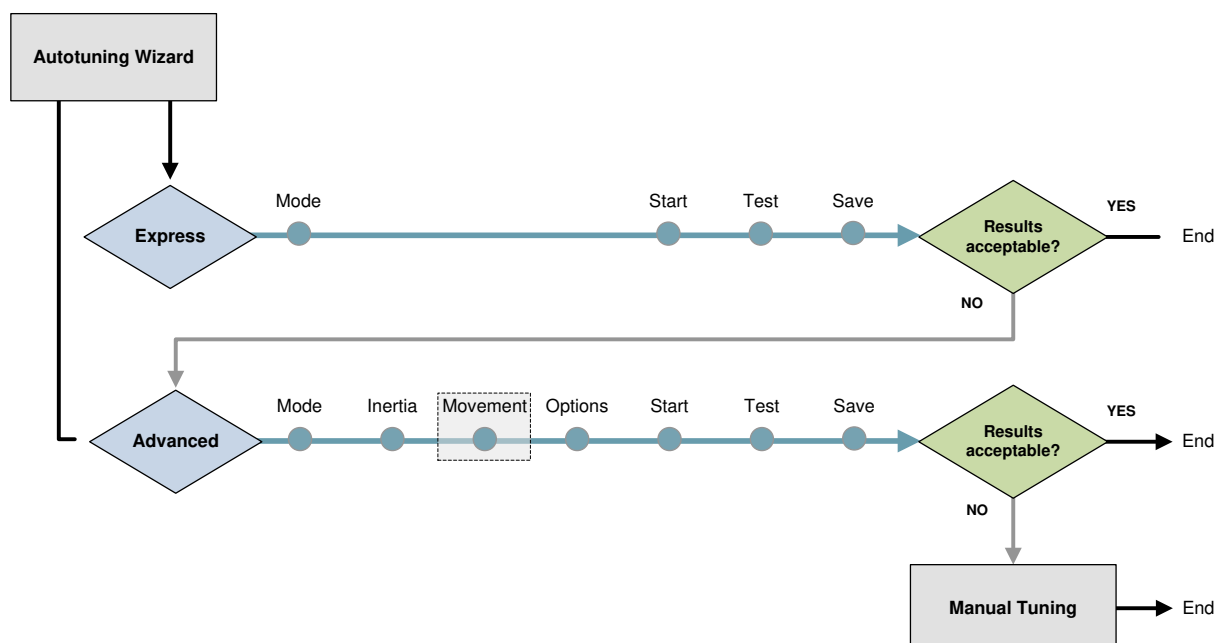 Autotuning Wizard
Mode
Start
Test
Save
Express
Results
acceptable?
YES
End
NO
Mode
Inertia
Movement
Options
Start
Test
Save
Advanced
Results
acceptable?
YES
End
NO
Manual Tuning
End